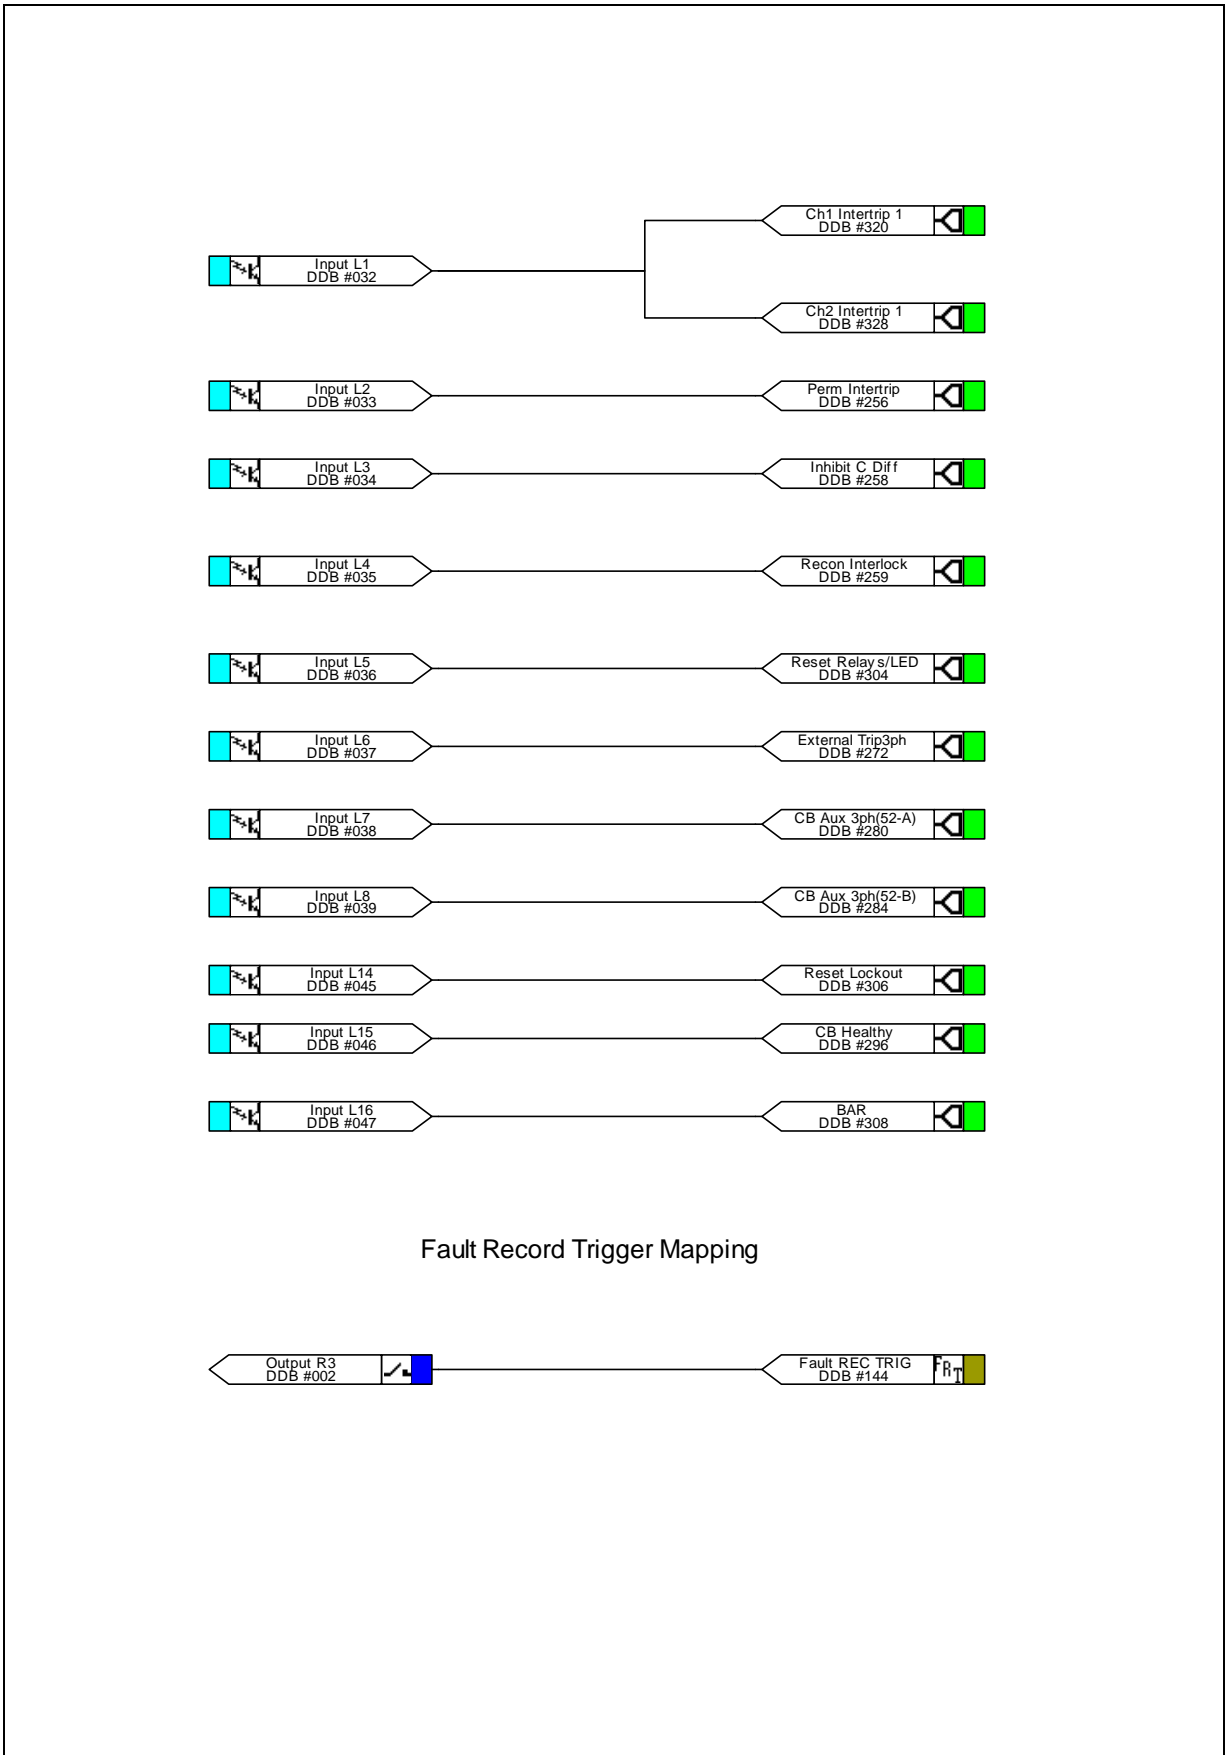 Ch1 Intertrip 1
DDB #320
Input L1
DDB #032
Ch2 Intertrip 1
DDB #328
Input L2
DDB #033
Perm Intertrip
DDB #256
Input L3
DDB #034
Inhibit C Diff
DDB #258
Input L4
DDB #035
Recon Interlock
DDB #259
Input L5
DDB #036
Reset Relays/LED
DDB #304
Input L6
DDB #037
External Trip3ph
DDB #272
Input L7
DDB #038
CB Aux 3ph(52-A)
DDB #280
Input L8
DDB #039
CB Aux 3ph(52-B)
DDB #284
Input L14
DDB #045
Reset Lockout
DDB #306
Input L15
DDB #046
CB Healthy
DDB #296
Input L16
DDB #047
BAR
DDB #308
Fault Record Trigger Mapping
Output R3
DDB #002
Fault REC TRIG
DDB #144
FRT